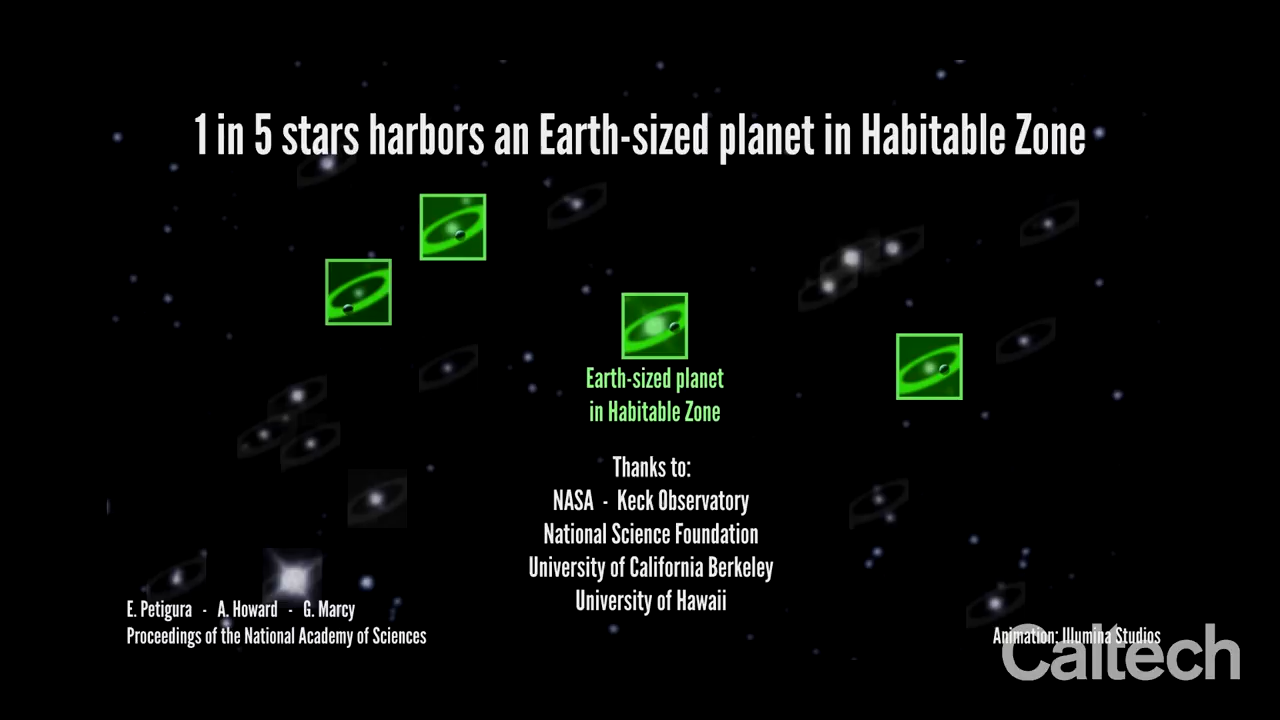 1 in 5 stars harbors an Earth-sized planet in Habitable Zone
Earth-sized planet
in Habitable Zone
Thanks to:
NASA - Keck Observatory
National Science Foundation
University of California Berkeley
University of Hawaii
E. Petigura - A. Howard - G. Marcy
Proceedings of the National Academy of Sciences
Animation: Illumina Studios
Caltech